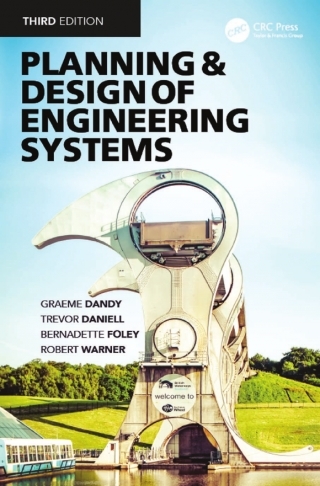 THIRD EDITION
CRC
CRC Press
Taylor & Francis Group
PLANNING &
DESIGN OF
ENGINEERING
SYSTEMS
GRAEME DANDY
TREVOR DANIELL
BERNADETTE FOLEY
ROBERT WARNER
welcome to